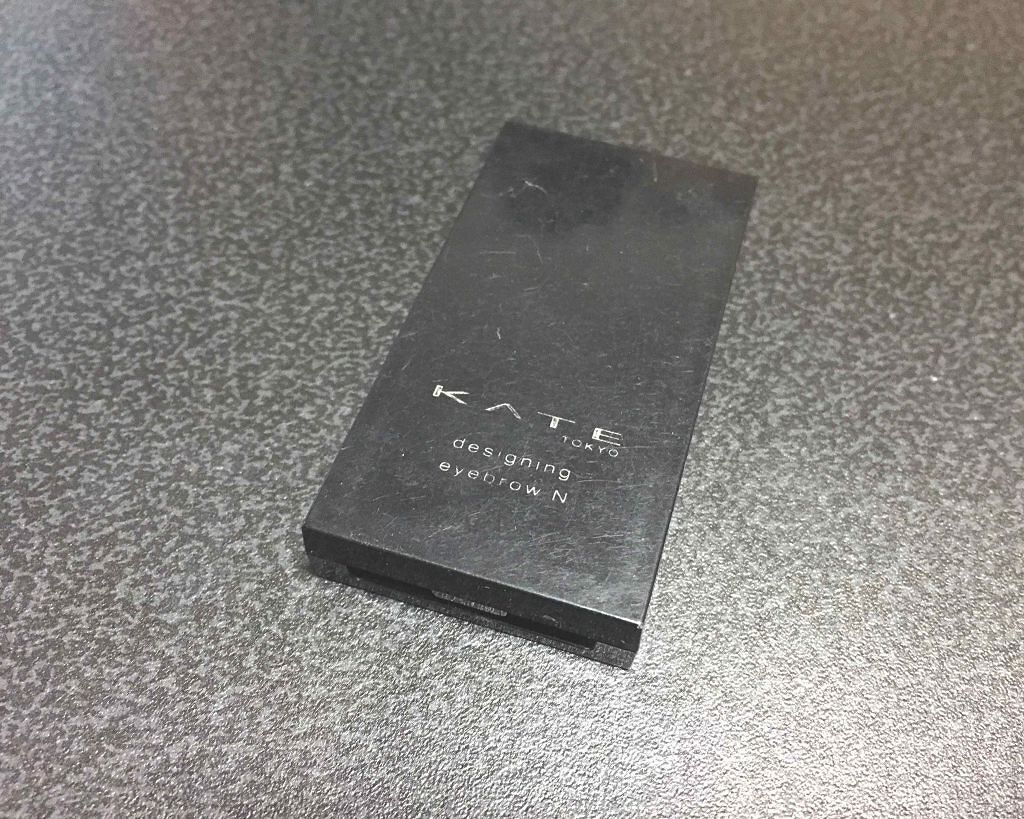 KATE
TOKYO
designing
eyebrow N